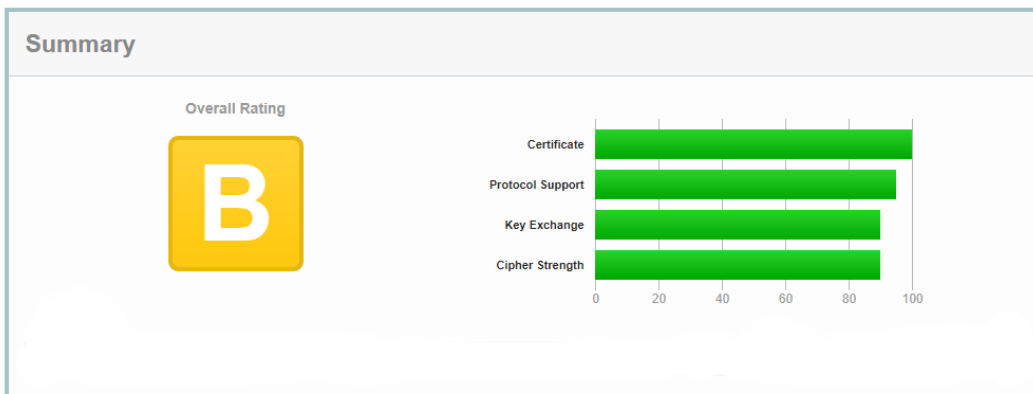 Summary
Overall Rating
B
Certificate
Protocol Support
Key Exchange
Cipher Strength
0 20 40 60 80 100